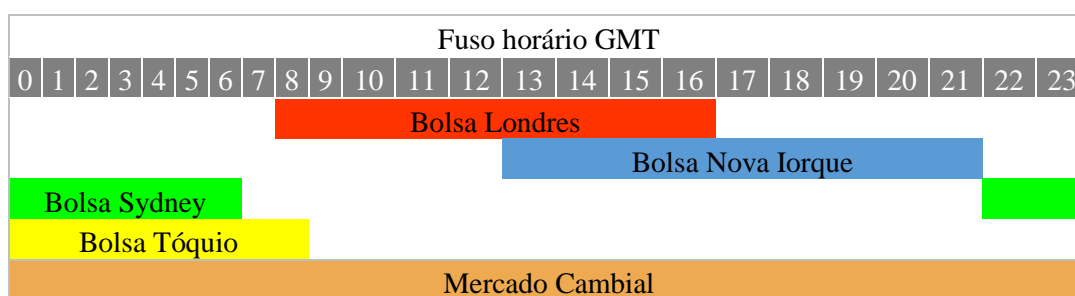 Fuso horário GMT
0 1 2 3 4 5 6 7 8 9 10 11 12 13 14 15 16 17 18 19 20 21 22 23
Bolsa Londres
Bolsa Nova Iorque
Bolsa Sydney
Bolsa Tóquio
Mercado Cambial